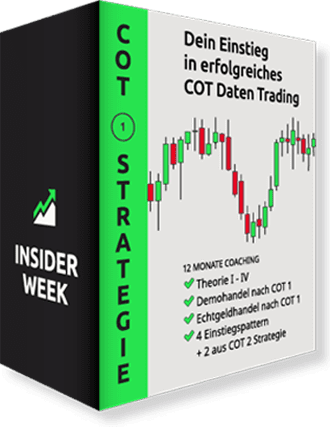 INSIDER
WEEK
COT 1 STRATEGIE
Dein Einstieg
in erfolgreiches
COT Daten Trading
12 MONATE COACHING
Theorie I - IV
Demohandel nach COT 1
Echtgeldhandel nach COT 1
4 Einstiegspattern
+ 2 aus COT 2 Strategie